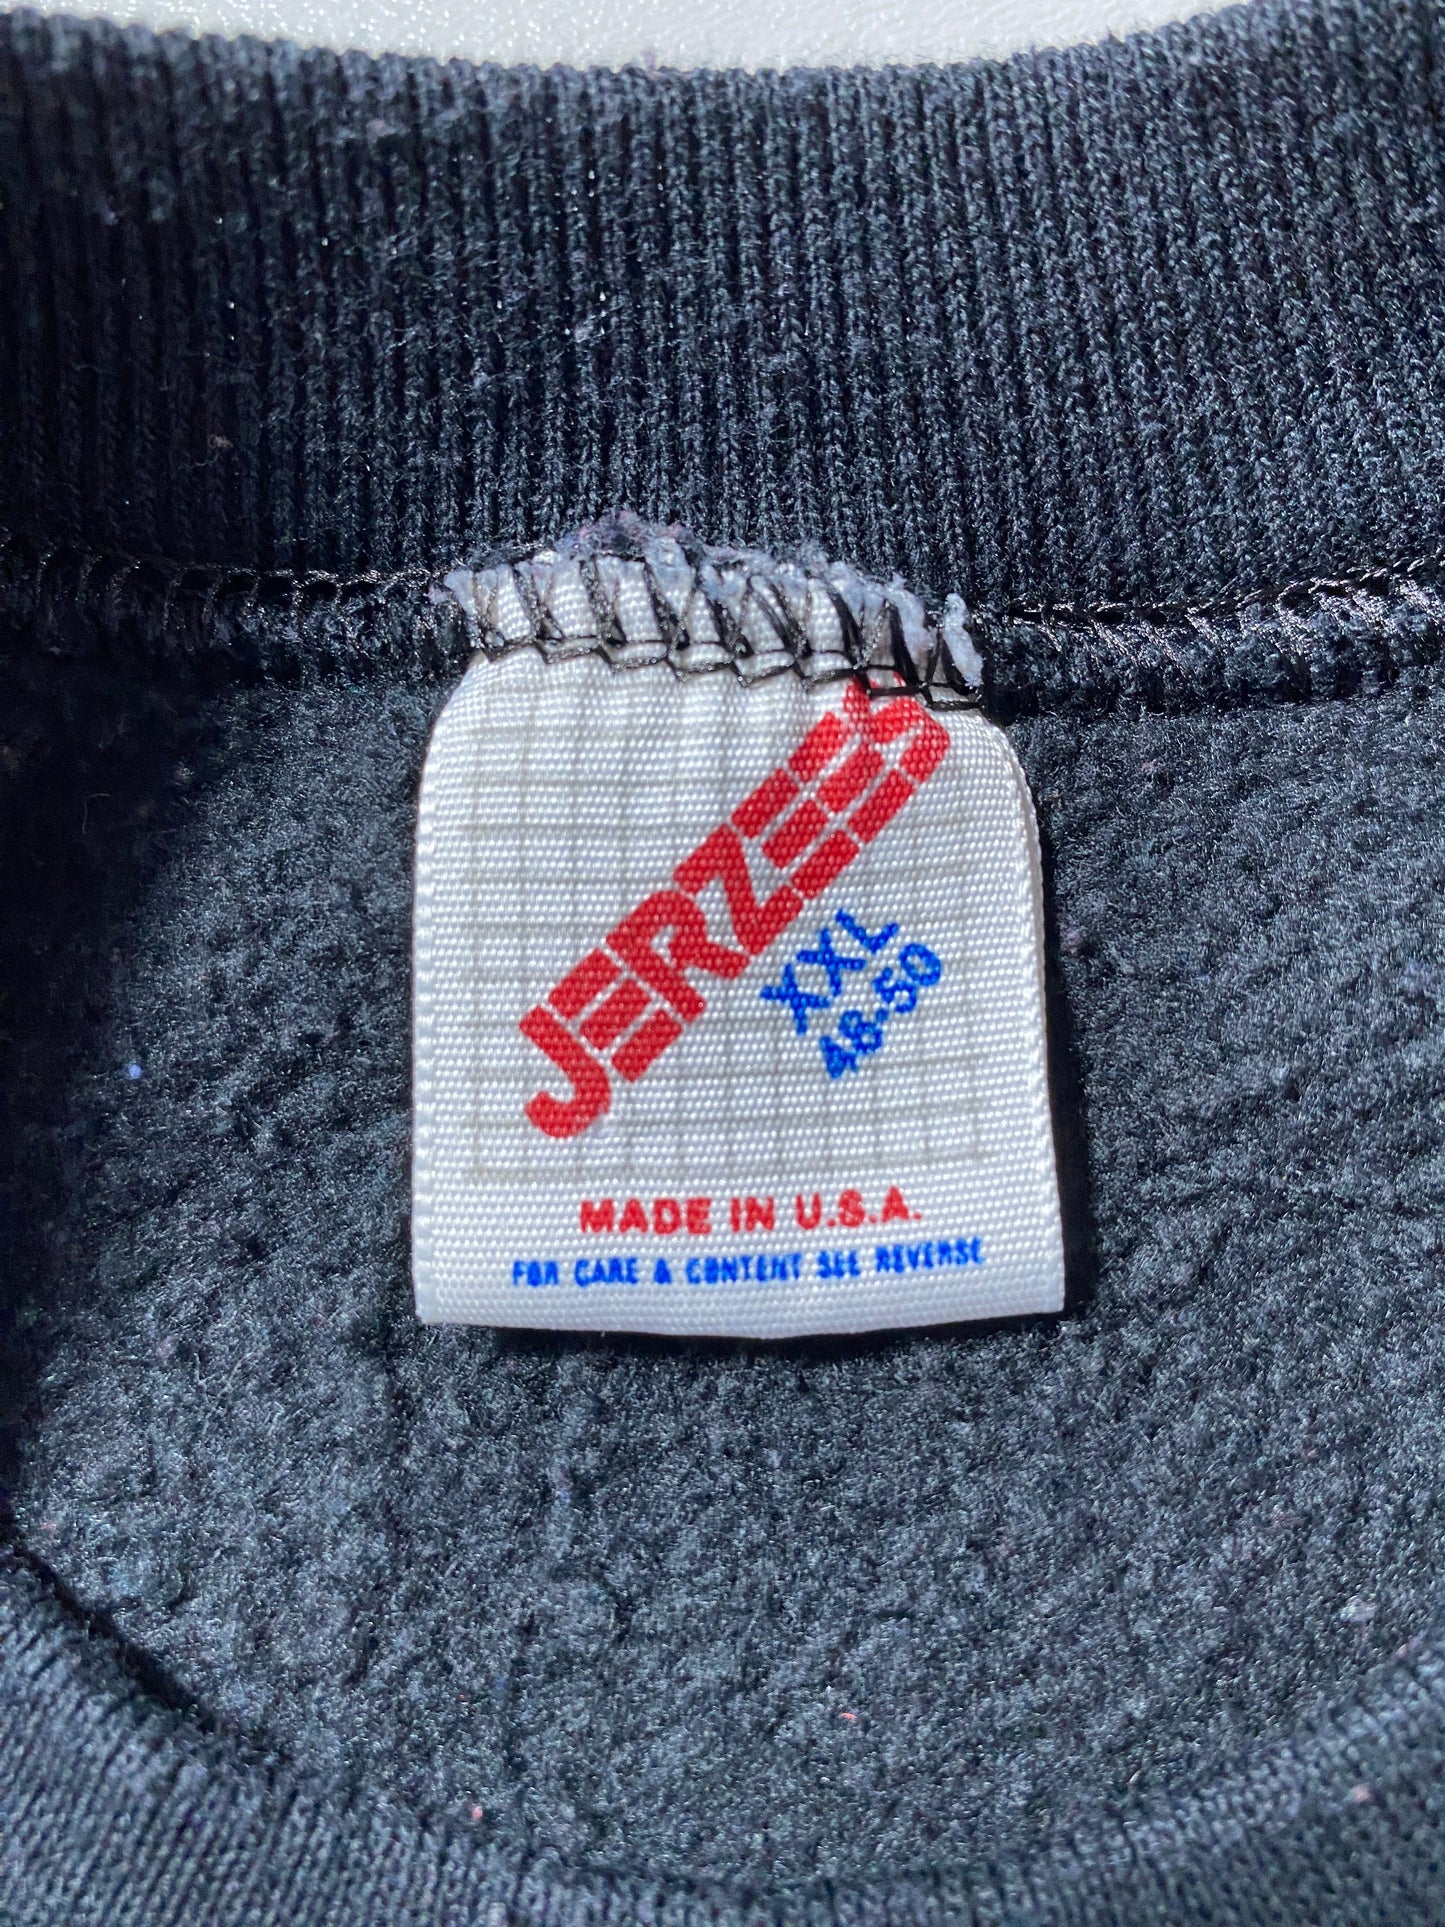 JERZEES
XXL
48-50
MADE IN U.S.A.
FOR CARE & CONTENT SEE REVERSE